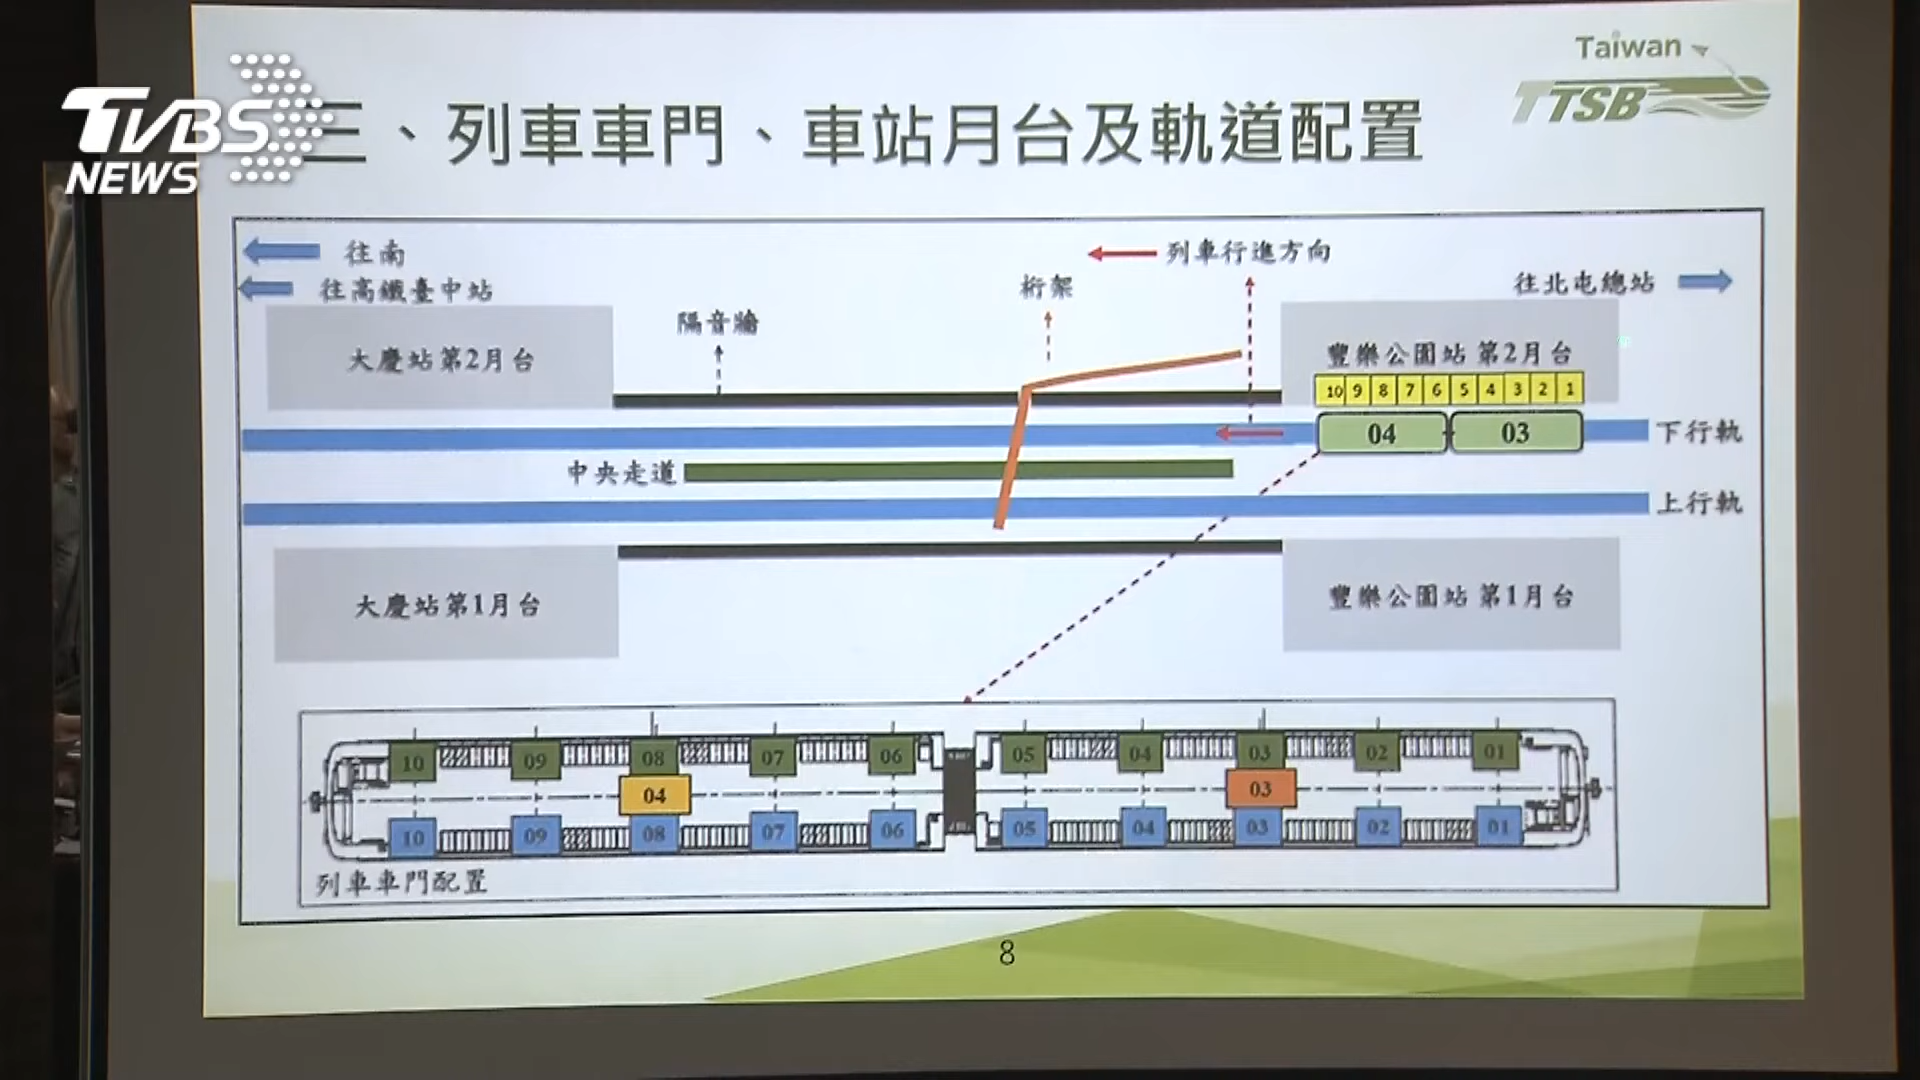 TVBS
NEWS
Taiwan
TTSB
三、列車車門、車站月台及軌道配置
往南
往高鐵臺中站
列車行進方向
桁架
往北屯總站
隔音牆
大慶站第2月台
豐樂公園站 第2月台
10 9 8 7 6 5 4 3 2 1
04 03
下行軌
中央走道
上行軌
大慶站第1月台
豐樂公園站 第1月台
10 09 08 07 06 05 04 03 02 01
04 03
10 09 08 07 06 05 04 03 02 01
列車車門配置
8